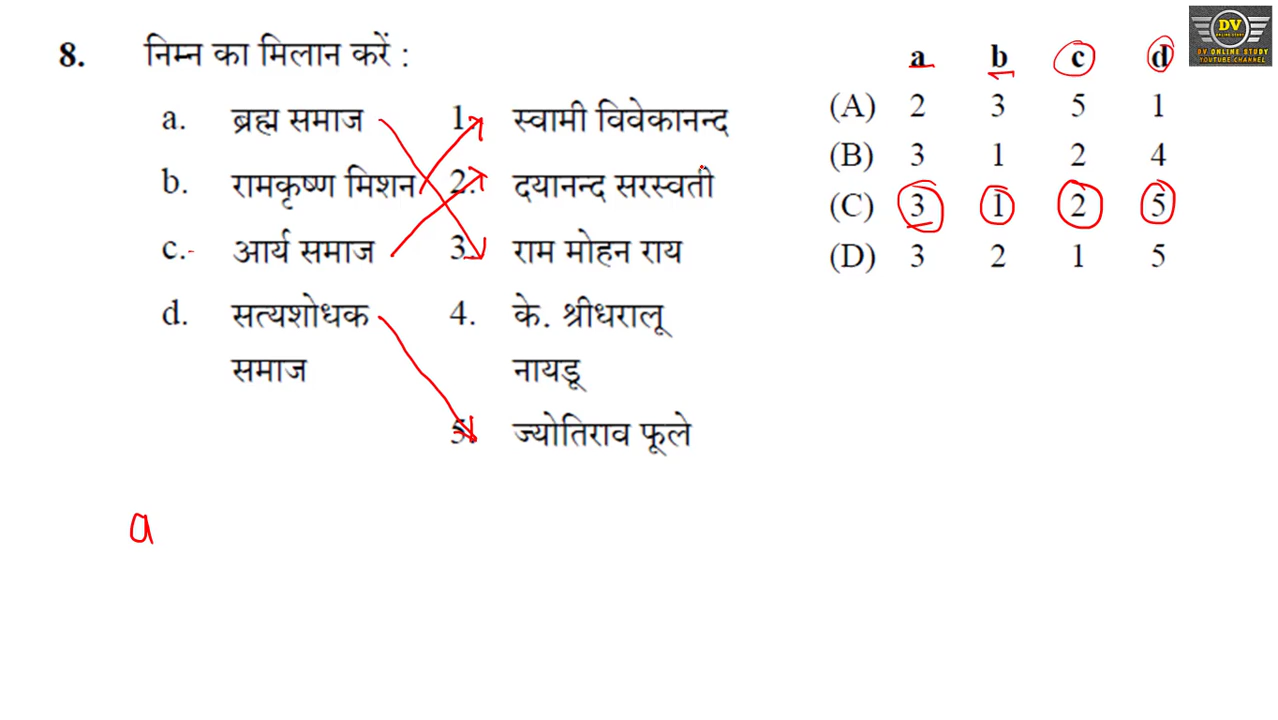 8. निम्न का मिलान करें :
a. ब्रह्म समाज 1. स्वामी विवेकानन्द
b. रामकृष्ण मिशन 2. दयानन्द सरस्वती
c. आर्य समाज 3. राम मोहन राय
d. सत्यशोधक 4. के. श्रीधरालू
समाज नायडू
5. ज्योतिराव फूले
a b c d
(A) 2 3 5 1
(B) 3 1 2 4
(C) 3 1 2 5
(D) 3 2 1 5
a
DV
ONLINE STUDY
DV ONLINE STUDY
YOUTUBE CHANNEL